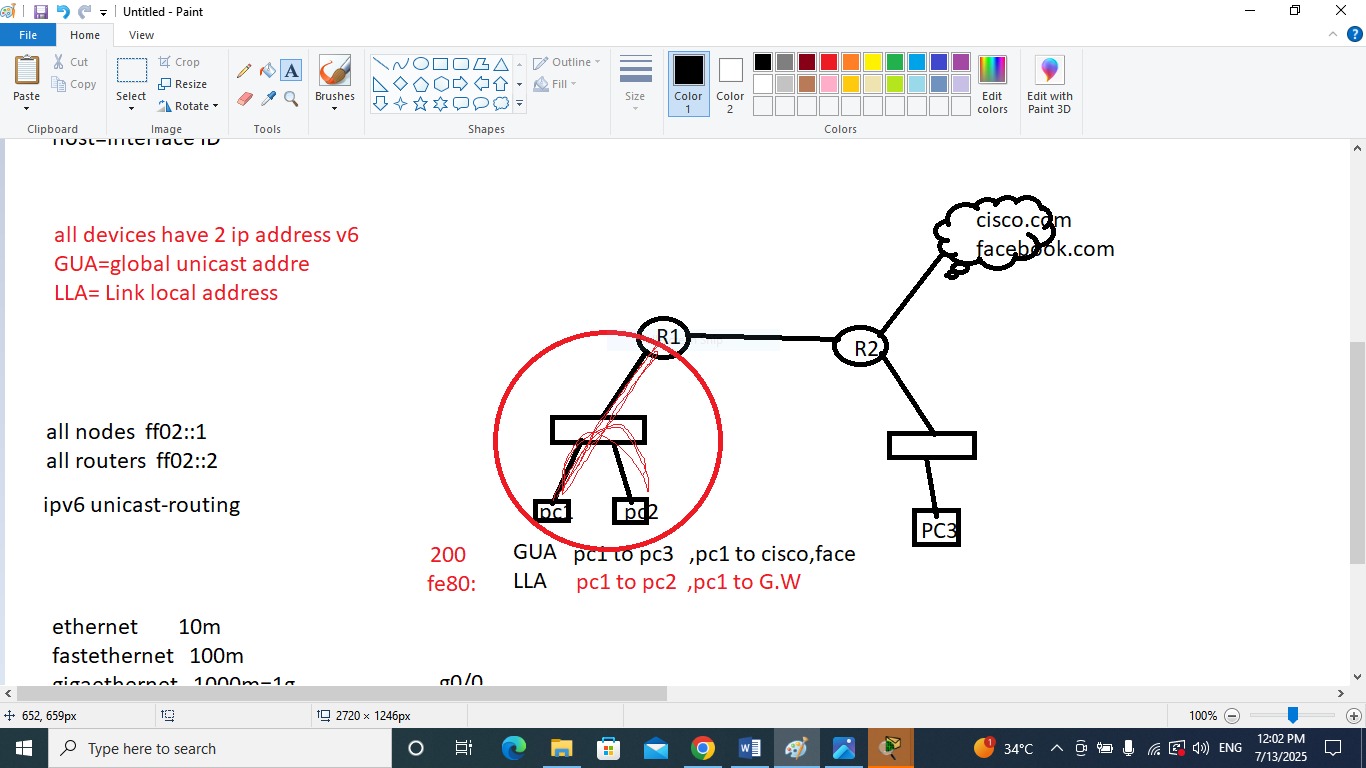 Untitled - Paint
File
Home
View
Paste
Cut
Copy
Clipboard
Select
Crop
Resize
Rotate
Image
A
Tools
Brushes
Outline
Fill
Shapes
Size
Color 1
Color 2
Edit colors
Colors
Edit with Paint 3D
host=interface ID
all devices have 2 ip address v6
GUA=global unicast addre
LLA= Link local address
cisco.com
facebook.com
R1
R2
all nodes ff02::1
all routers ff02::2
ipv6 unicast-routing
pc1
pc2
PC3
200 GUA pc1 to pc3 ,pc1 to cisco,face
fe80: LLA pc1 to pc2 ,pc1 to G.W
ethernet 10m
fastethernet 100m
gigaethernet 1000m=1g g0/0
652, 659px
2720 × 1246px
100%
Type here to search
1
34°C
ENG
12:02 PM
7/13/2025